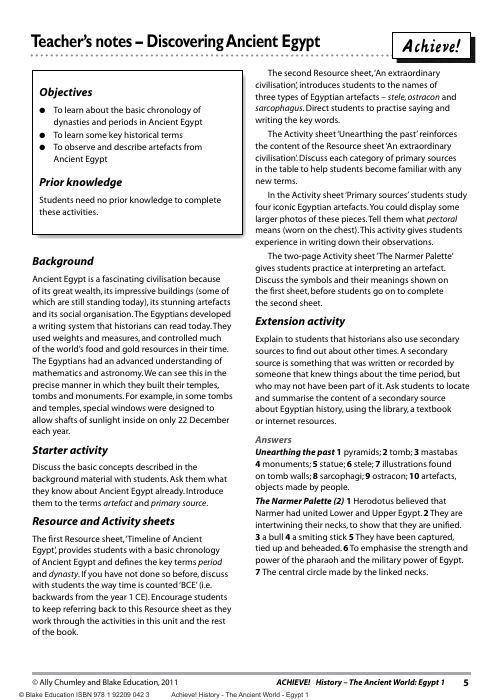 Teacher's notes – Discovering Ancient Egypt
Achieve!
Objectives
● To learn about the basic chronology of
dynasties and periods in Ancient Egypt
● To learn some key historical terms
● To observe and describe artefacts from
Ancient Egypt
Prior knowledge
Students need no prior knowledge to complete
these activities.
Background
Ancient Egypt is a fascinating civilisation because
of its great wealth, its impressive buildings (some of
which are still standing today), its stunning artefacts
and its social organisation. The Egyptians developed
a writing system that historians can read today. They
used weights and measures, and controlled much
of the world's food and gold resources in their time.
The Egyptians had an advanced understanding of
mathematics and astronomy. We can see this in the
precise manner in which they built their temples,
tombs and monuments. For example, in some tombs
and temples, special windows were designed to
allow shafts of sunlight inside on only 22 December
each year.
Starter activity
Discuss the basic concepts described in the
background material with students. Ask them what
they know about Ancient Egypt already. Introduce
them to the terms artefact and primary source.
Resource and Activity sheets
The first Resource sheet, 'Timeline of Ancient
Egypt', provides students with a basic chronology
of Ancient Egypt and defines the key terms period
and dynasty. If you have not done so before, discuss
with students the way time is counted 'BCE' (i.e.
backwards from the year 1 CE). Encourage students
to keep referring back to this Resource sheet as they
work through the activities in this unit and the rest
of the book.
The second Resource sheet, 'An extraordinary
civilisation', introduces students to the names of
three types of Egyptian artefacts – stele, ostracon and
sarcophagus. Direct students to practise saying and
writing the key words.
The Activity sheet 'Unearthing the past' reinforces
the content of the Resource sheet 'An extraordinary
civilisation'. Discuss each category of primary sources
in the table to help students become familiar with any
new terms.
In the Activity sheet 'Primary sources' students study
four iconic Egyptian artefacts. You could display some
larger photos of these pieces. Tell them what pectoral
means (worn on the chest). This activity gives students
experience in writing down their observations.
The two-page Activity sheet 'The Narmer Palette'
gives students practice at interpreting an artefact.
Discuss the symbols and their meanings shown on
the first sheet, before students go on to complete
the second sheet.
Extension activity
Explain to students that historians also use secondary
sources to find out about other times. A secondary
source is something that was written or recorded by
someone that knew things about the time period, but
who may not have been part of it. Ask students to locate
and summarise the content of a secondary source
about Egyptian history, using the library, a textbook
or internet resources.
Answers
Unearthing the past 1 pyramids; 2 tomb; 3 mastabas
4 monuments; 5 statue; 6 stele; 7 illustrations found
on tomb walls; 8 sarcophagi; 9 ostracon; 10 artefacts,
objects made by people.
The Narmer Palette (2) 1 Herodotus believed that
Narmer had united Lower and Upper Egypt. 2 They are
intertwining their necks, to show that they are unified.
3 a bull 4 a smiting stick 5 They have been captured,
tied up and beheaded. 6 To emphasise the strength and
power of the pharaoh and the military power of Egypt.
7 The central circle made by the linked necks.
© Ally Chumley and Blake Education, 2011
ACHIEVE! History – The Ancient World: Egypt 1 5
© Blake Education ISBN 978 1 92209 042 3 Achieve! History - The Ancient World - Egypt 1